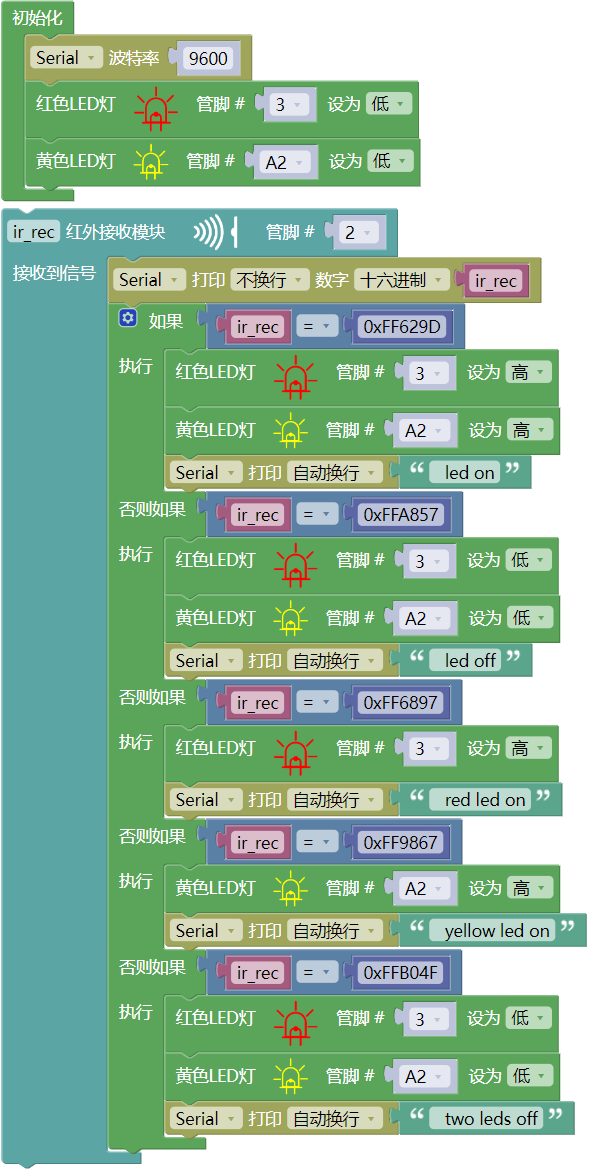 初始化
Serial 波特率 9600
红色LED灯 管脚 # 3 设为 低
黄色LED灯 管脚 # A2 设为 低
ir_rec 红外接收模块 管脚 # 2
接收到信号 Serial 打印 不换行 数字 十六进制 ir_rec
如果 ir_rec = 0xFF629D
执行 红色LED灯 管脚 # 3 设为 高
黄色LED灯 管脚 # A2 设为 高
Serial 打印 自动换行 “ led on ”
否则如果 ir_rec = 0xFFA857
执行 红色LED灯 管脚 # 3 设为 低
黄色LED灯 管脚 # A2 设为 低
Serial 打印 自动换行 “ led off ”
否则如果 ir_rec = 0xFF6897
执行 红色LED灯 管脚 # 3 设为 高
Serial 打印 自动换行 “ red led on ”
否则如果 ir_rec = 0xFF9867
执行 黄色LED灯 管脚 # A2 设为 高
Serial 打印 自动换行 “ yellow led on ”
否则如果 ir_rec = 0xFFB04F
执行 红色LED灯 管脚 # 3 设为 低
黄色LED灯 管脚 # A2 设为 低
Serial 打印 自动换行 “ two leds off ”